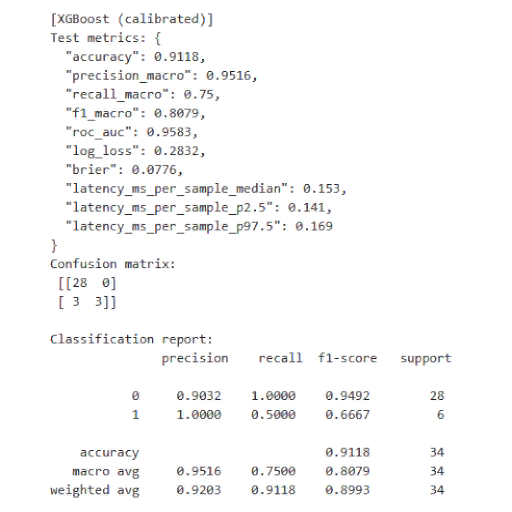 [XGBoost (calibrated)]
Test metrics: {
  "accuracy": 0.9118,
  "precision_macro": 0.9516,
  "recall_macro": 0.75,
  "f1_macro": 0.8079,
  "roc_auc": 0.9583,
  "log_loss": 0.2832,
  "brier": 0.0776,
  "latency_ms_per_sample_median": 0.153,
  "latency_ms_per_sample_p2.5": 0.141,
  "latency_ms_per_sample_p97.5": 0.169
}
Confusion matrix:
 [[28  0]
 [ 3  3]]
Classification report:
              precision    recall  f1-score   support
           0     0.9032    1.0000    0.9492        28
           1     1.0000    0.5000    0.6667         6
    accuracy                         0.9118        34
   macro avg     0.9516    0.7500    0.8079        34
weighted avg     0.9203    0.9118    0.8993        34